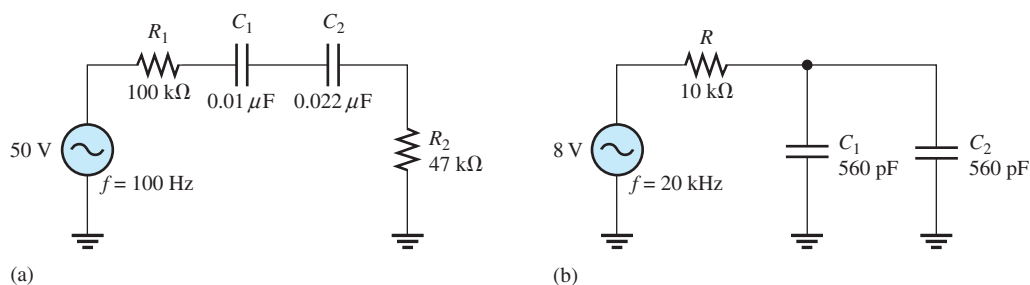 R1
C1
C2
100 kΩ
0.01 μF
0.022 μF
50 V
f = 100 Hz
R2
47 kΩ
(a)
R
10 kΩ
8 V
f = 20 kHz
C1
560 pF
C2
560 pF
(b)